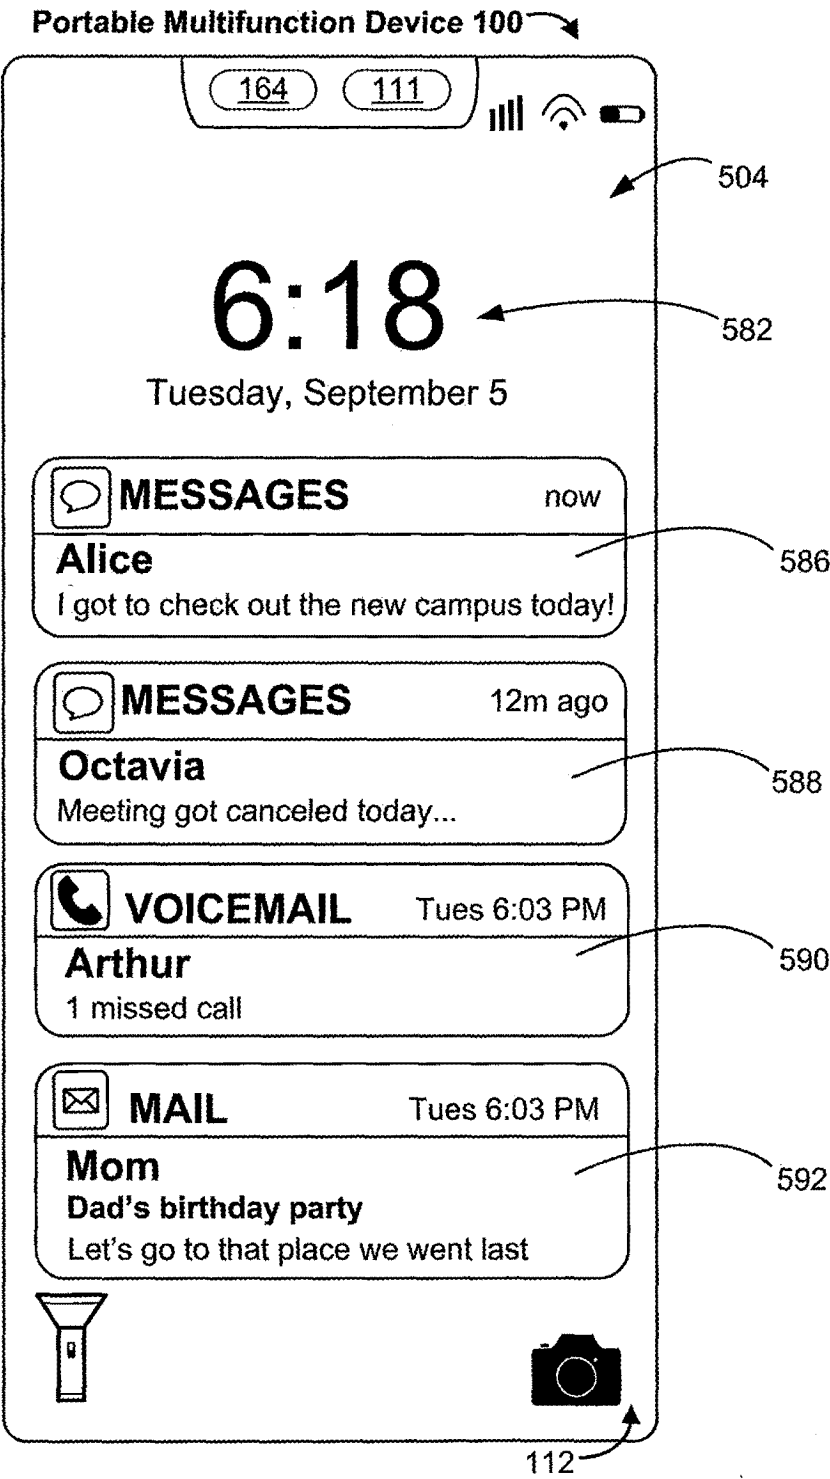 Portable Multifunction Device 100
164 111
504
6:18
582
Tuesday, September 5
MESSAGES now
Alice
586
I got to check out the new campus today!
MESSAGES 12m ago
Octavia
588
Meeting got canceled today...
VOICEMAIL Tues 6:03 PM
Arthur
590
1 missed call
MAIL Tues 6:03 PM
Mom
592
Dad's birthday party
Let's go to that place we went last
112